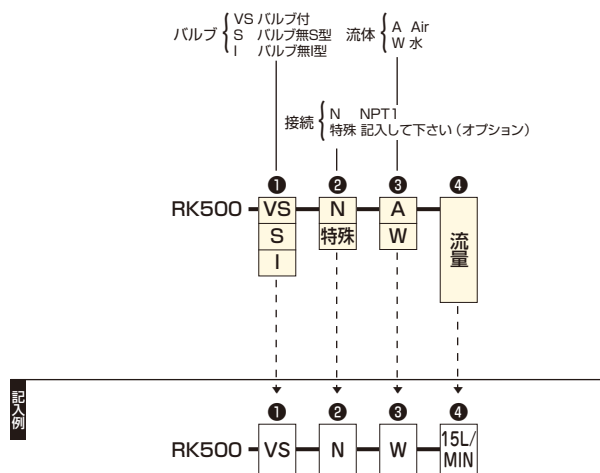 バルブ { VS バルブ付
S バルブ無S型
I バルブ無I型
流体 { A Air
W 水
接続 { N NPT1
特殊 記入して下さい（オプション）
❶ ❷ ❸ ❹
RK500 VS N A 流量
S 特殊 W
I
記入例
❶ ❷ ❸ ❹
RK500 VS N W 15L/
MIN